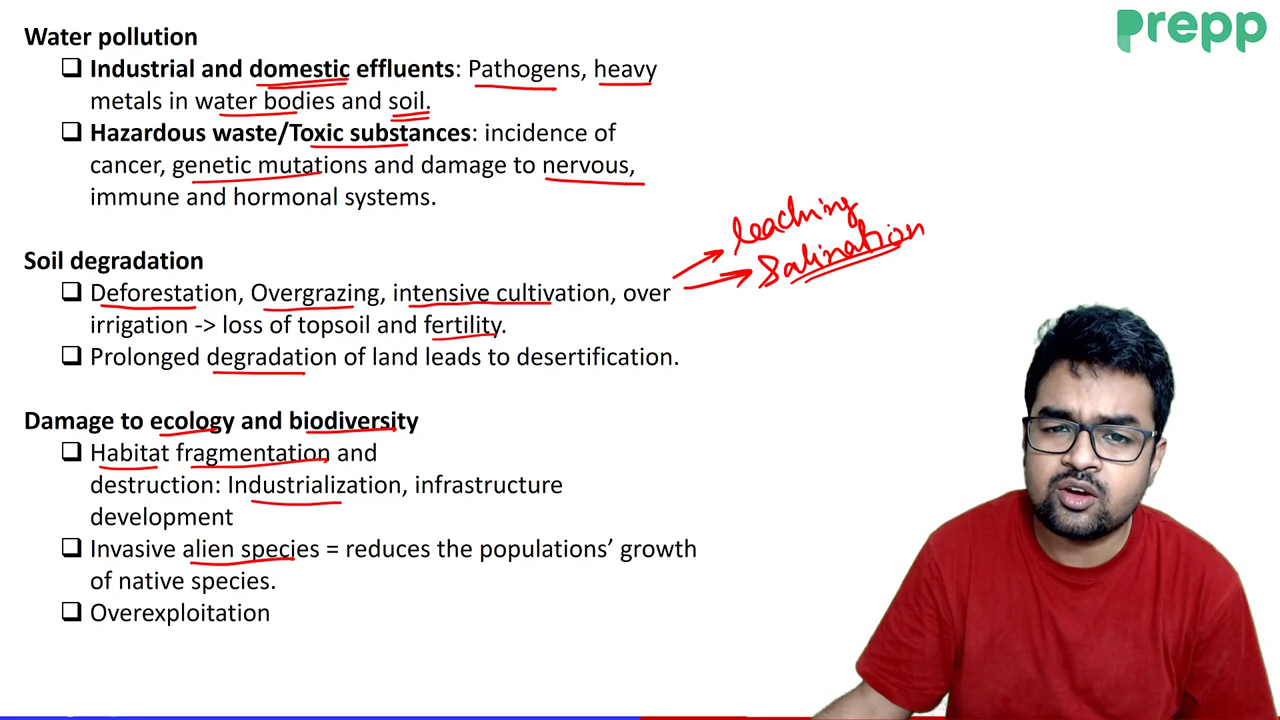 Prepp
Water pollution
❑ Industrial and domestic effluents: Pathogens, heavy
metals in water bodies and soil.
❑ Hazardous waste/Toxic substances: incidence of
cancer, genetic mutations and damage to nervous,
immune and hormonal systems.
leaching
Salination
Soil degradation
❑ Deforestation, Overgrazing, intensive cultivation, over
irrigation -> loss of topsoil and fertility.
❑ Prolonged degradation of land leads to desertification.
Damage to ecology and biodiversity
❑ Habitat fragmentation and
destruction: Industrialization, infrastructure
development
❑ Invasive alien species = reduces the populations’ growth
of native species.
❑ Overexploitation